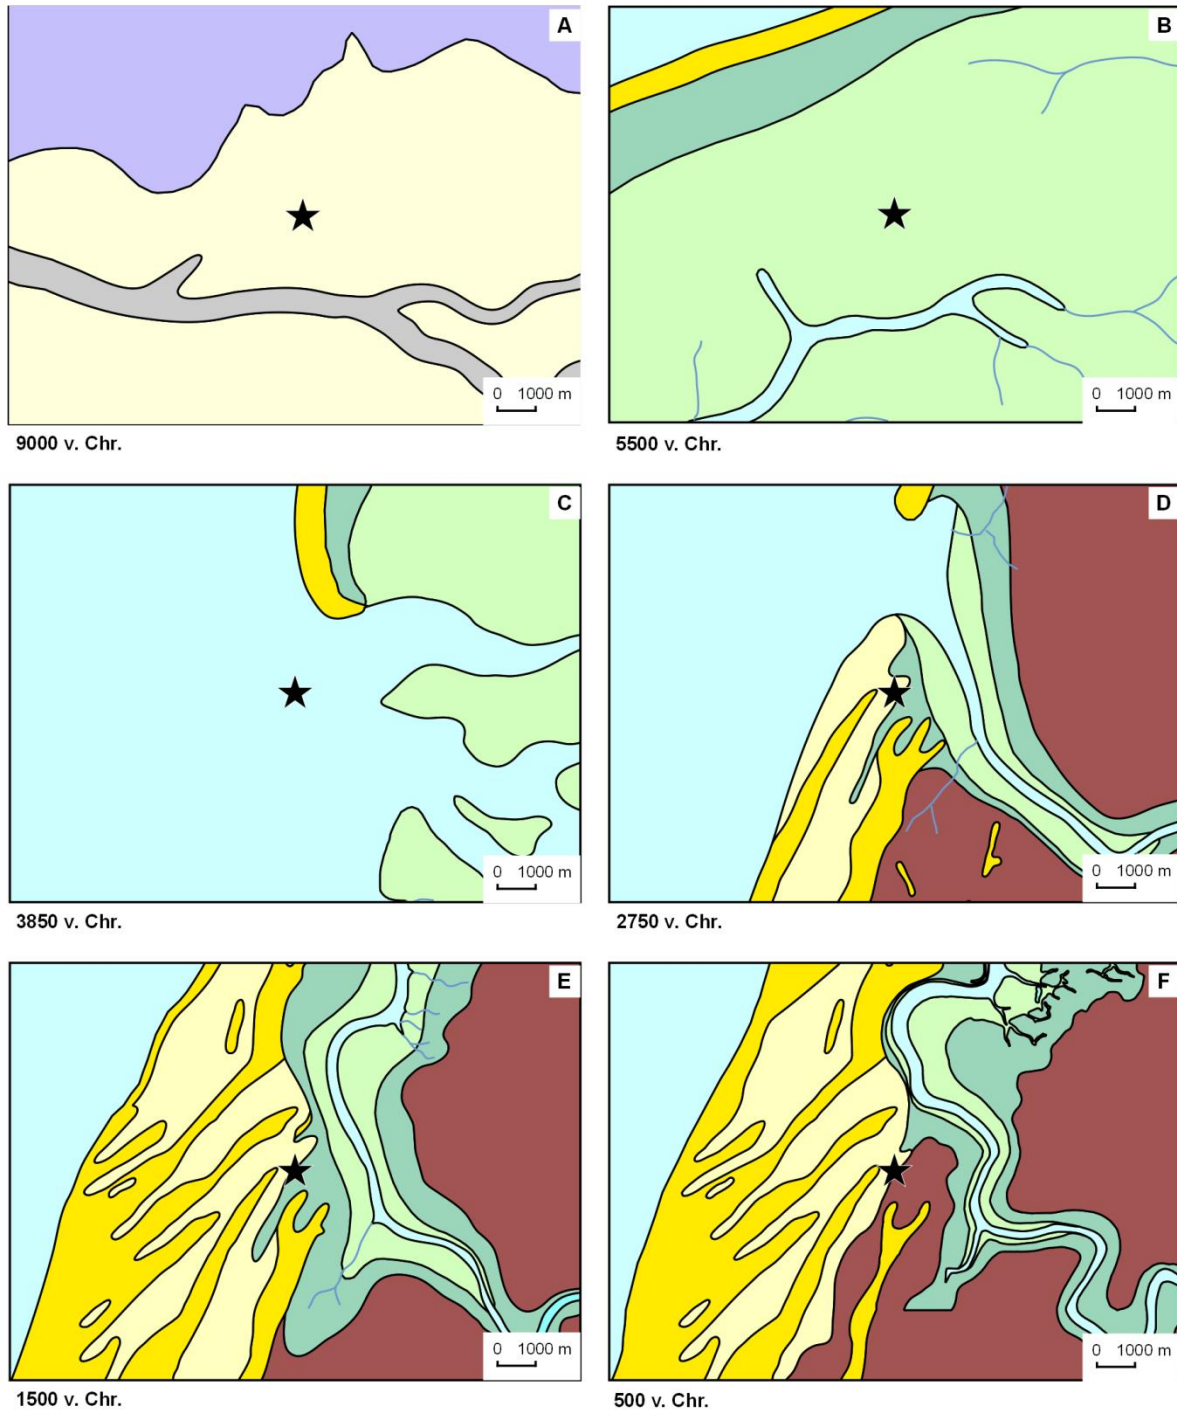 A
0 1000 m
9000 v. Chr.
B
0 1000 m
5500 v. Chr.
C
0 1000 m
3850 v. Chr.
D
0 1000 m
2750 v. Chr.
E
0 1000 m
1500 v. Chr.
F
0 1000 m
500 v. Chr.